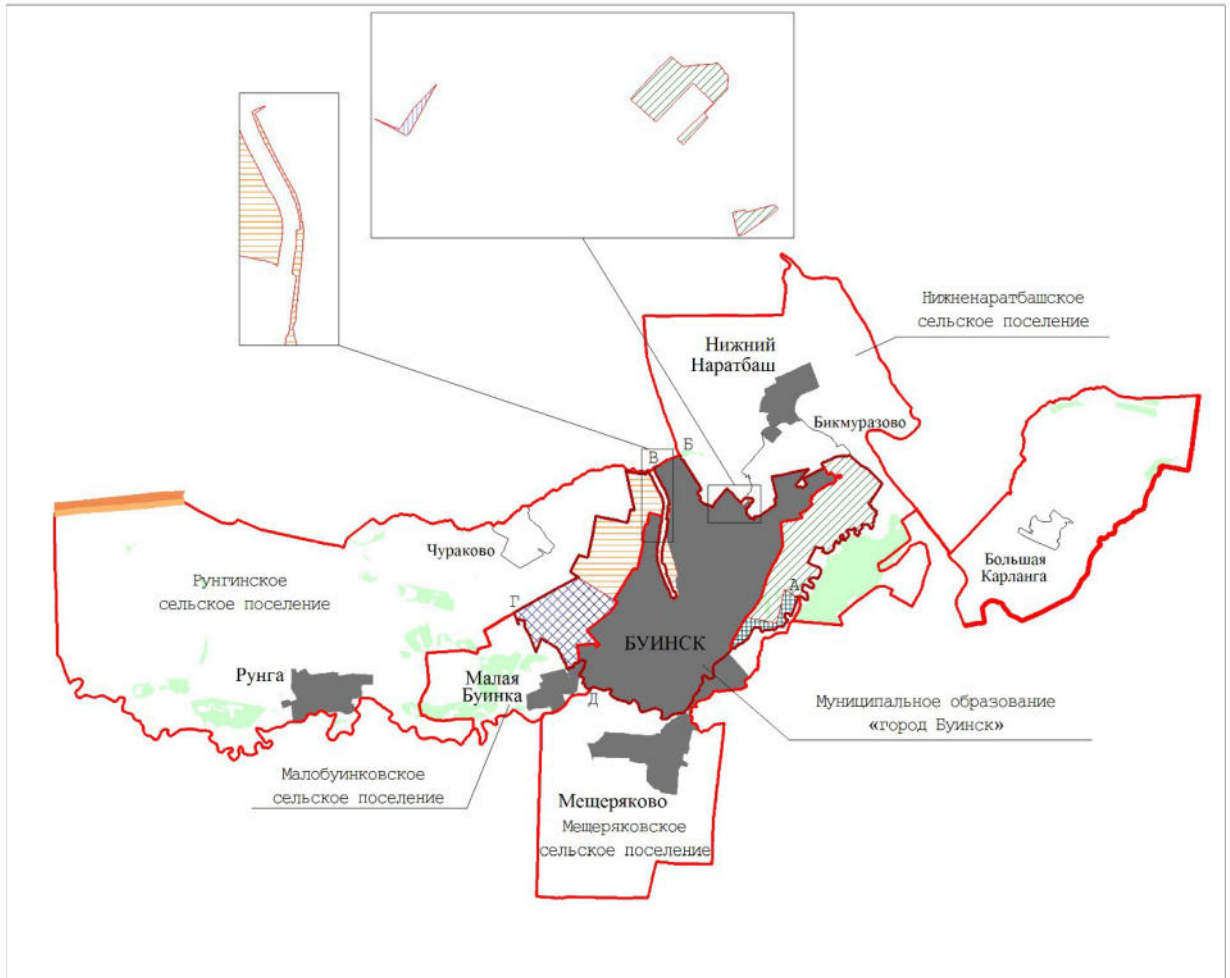 Нижненаратбашское
сельское поселение
Нижний
Наратбаш
Бикмуразово
Б
В
Чураково
Большая
Карланга
Рунгинское
сельское поселение
Г
А
БУИНСК
Рунга
Малая
Буинка
Д
Муниципальное образование
«город Буинск»
Малобуинковское
сельское поселение
Мещеряково
Мещеряковское
сельское поселение